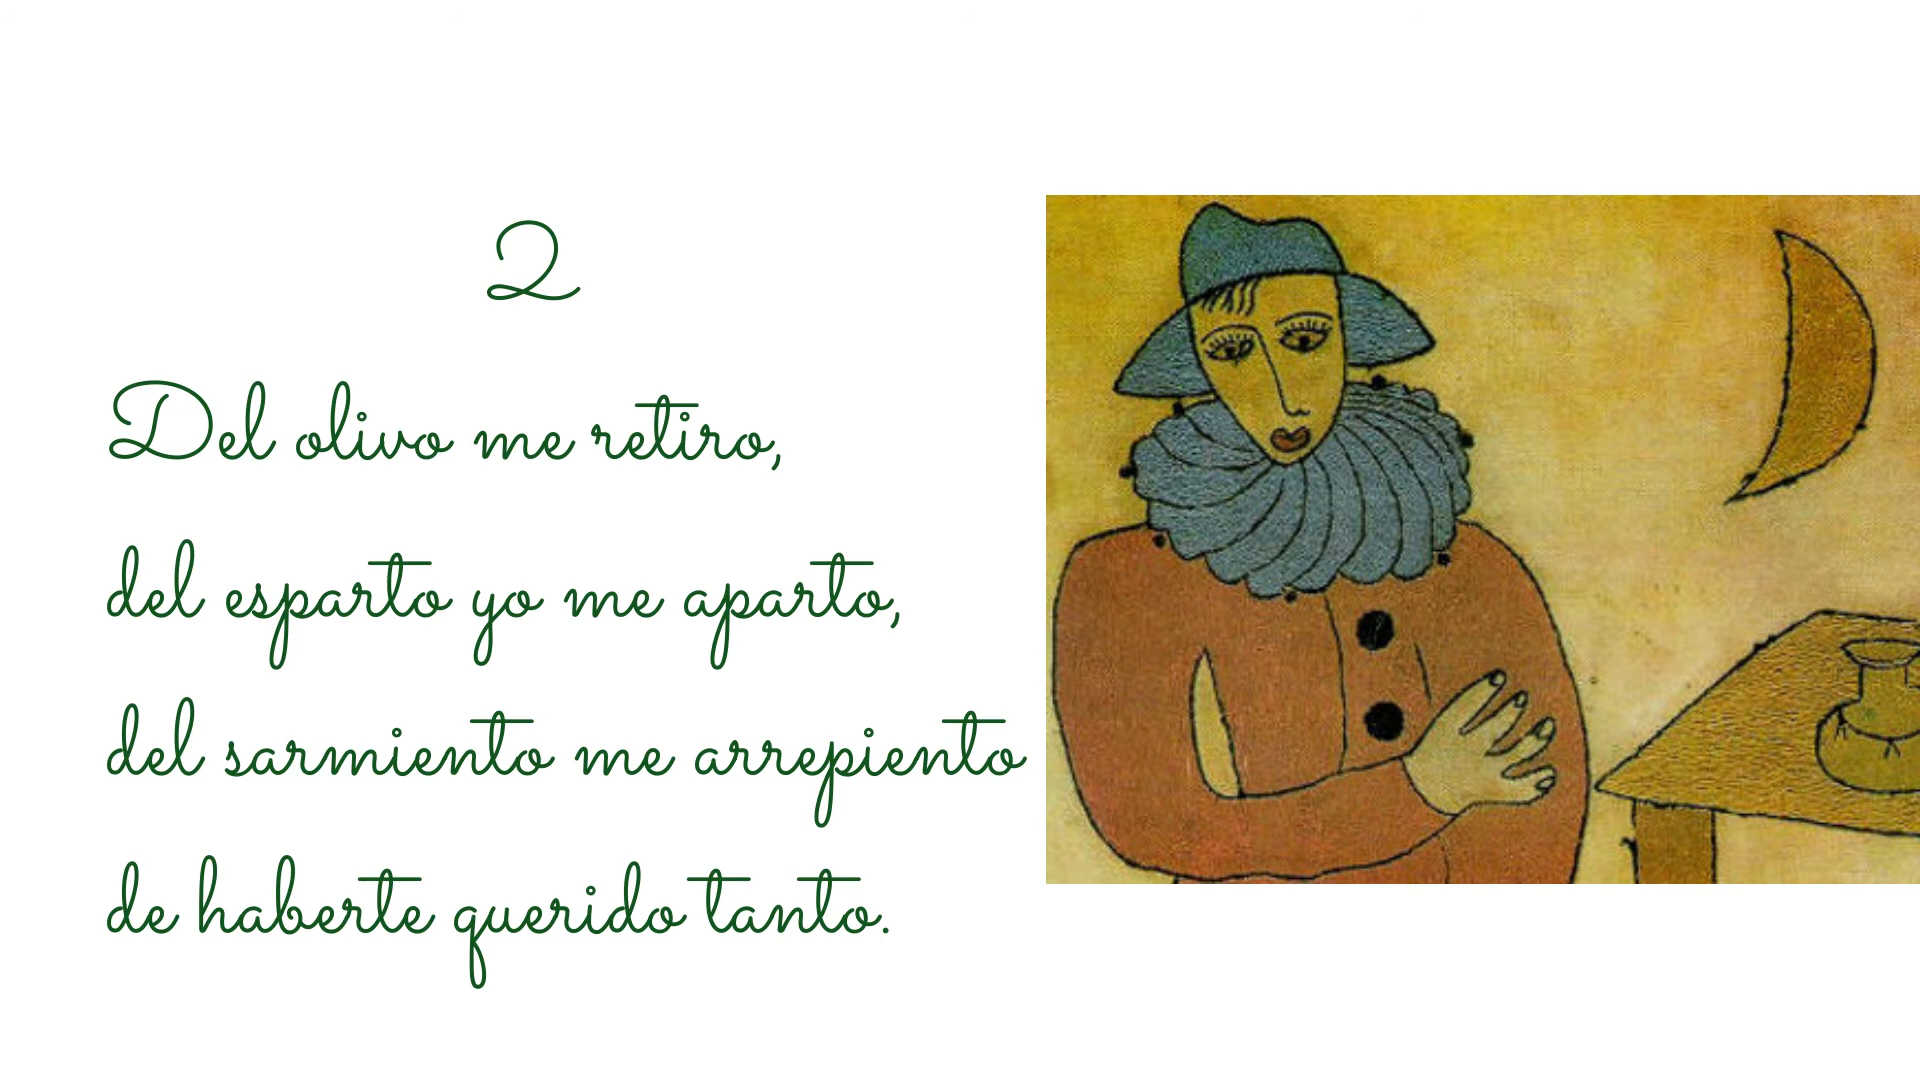 2
Del olivo me retiro,
del esparto yo me aparto,
del sarmiento me arrepiento
de haberte querido tanto.